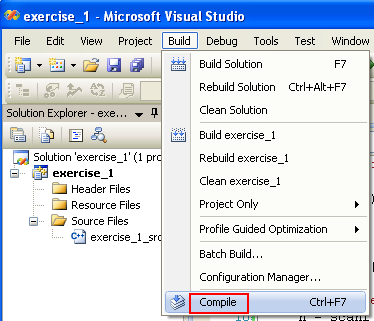 exercise_1 - Microsoft Visual Studio
File Edit View Project Build Debug Tools Test Window
Build Solution F7
Rebuild Solution Ctrl+Alt+F7
Clean Solution
Build exercise_1
Rebuild exercise_1
Clean exercise_1
Project Only
Profile Guided Optimization
Batch Build...
Configuration Manager...
Compile Ctrl+F7
Solution Explorer - exe...
Solution 'exercise_1' (1 pro
exercise_1
Header Files
Resource Files
Source Files
exercise_1_src